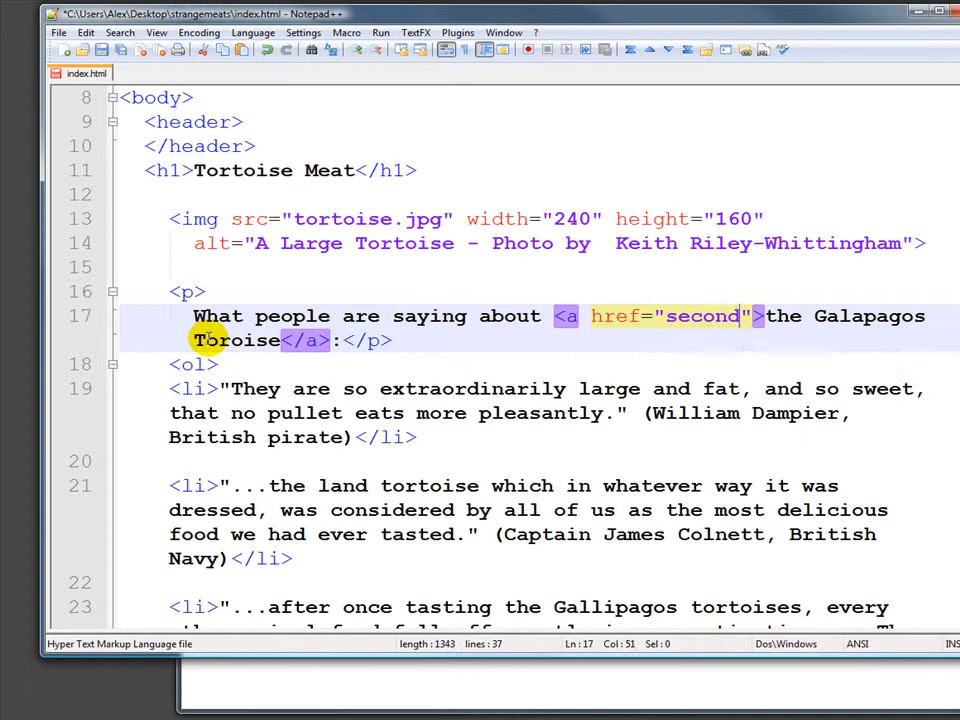 *C:\Users\Alex\Desktop\strangemeats\index.html - Notepad++
File Edit Search View Encoding Language Settings Macro Run TextFX Plugins Window ?
index.html
8 <body>
9 <header>
10 </header>
11 <h1>Tortoise Meat</h1>
12
13 <img src="tortoise.jpg" width="240" height="160"
14 alt="A Large Tortoise - Photo by  Keith Riley-Whittingham">
15
16 <p>
17 What people are saying about <a href="second">the Galapagos
Toroise</a>:</p>
18 <ol>
19 <li>"They are so extraordinarily large and fat, and so sweet,
that no pullet eats more pleasantly." (William Dampier,
British pirate)</li>
20
21 <li>"...the land tortoise which in whatever way it was
dressed, was considered by all of us as the most delicious
food we had ever tasted." (Captain James Colnett, British
Navy)</li>
22
23 <li>"...after once tasting the Gallipagos tortoises, every
Hyper Text Markup Language file length : 1343 lines : 37 Ln : 17 Col : 51 Sel : 0 Dos\Windows ANSI INS